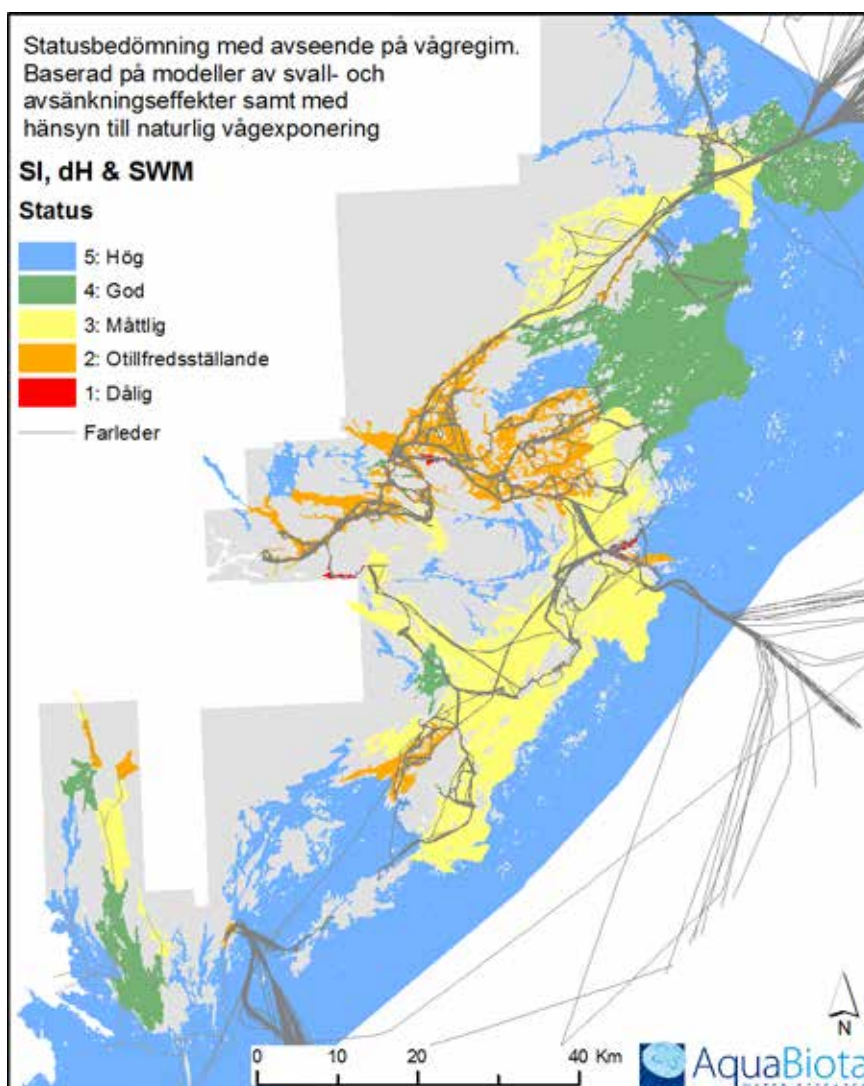 Statusbedömning med avseende på vågregim.
Baserad på modeller av svall- och
avsänkningseffekter samt med
hänsyn till naturlig vågexponering
SI, dH & SWM
Status
5: Hög
4: God
3: Måttlig
2: Otillfredsställande
1: Dålig
Farleder
N
0 10 20 40 Km
AquaBiota